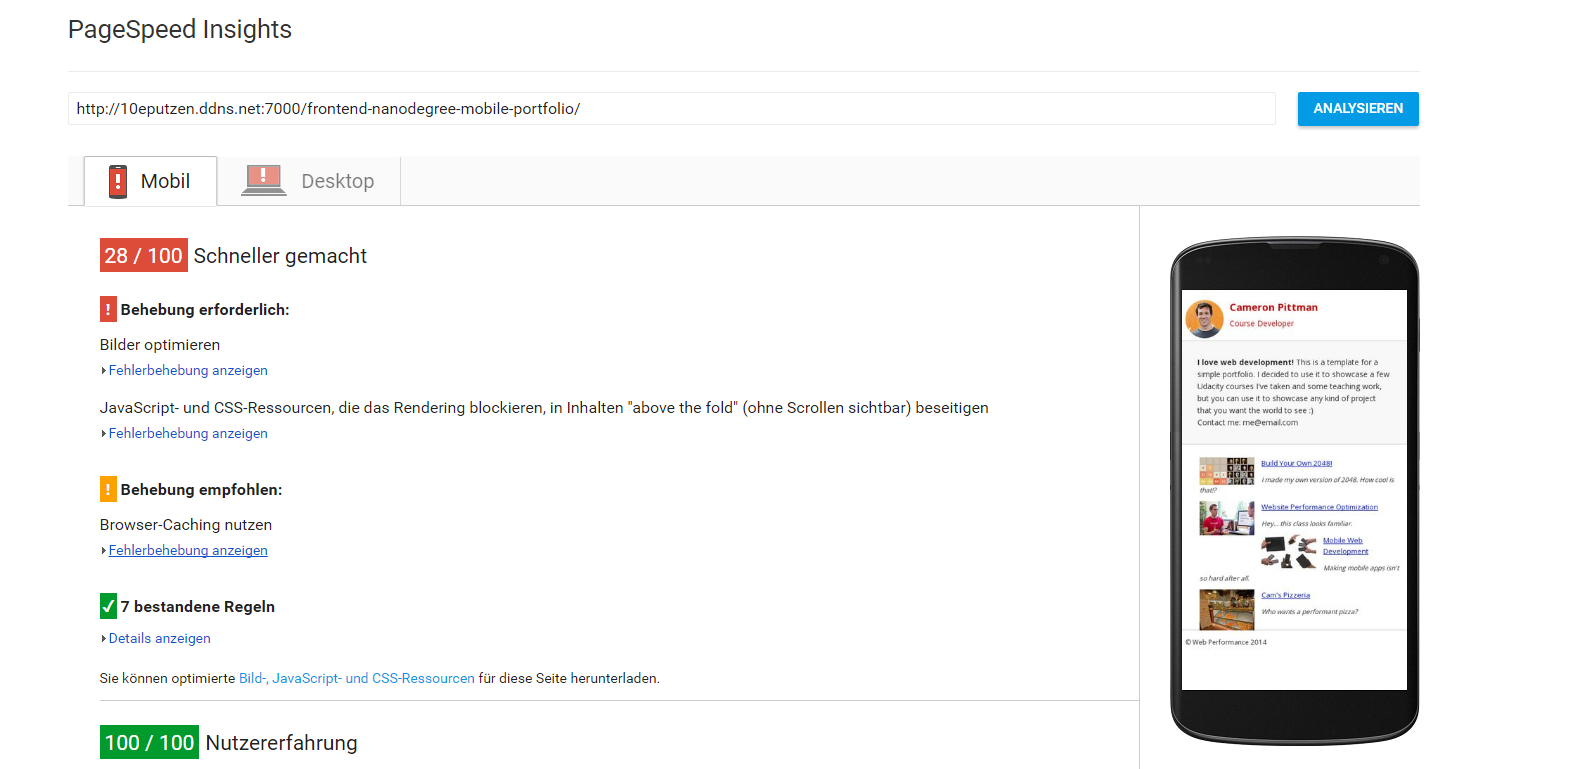 PageSpeed Insights
http://10eputzen.ddns.net:7000/frontend-nanodegree-mobile-portfolio/
ANALYSIEREN
Mobil
Desktop
28 / 100 Schneller gemacht
! Behebung erforderlich:
Bilder optimieren
Fehlerbehebung anzeigen
JavaScript- und CSS-Ressourcen, die das Rendering blockieren, in Inhalten "above the fold" (ohne Scrollen sichtbar) beseitigen
Fehlerbehebung anzeigen
! Behebung empfohlen:
Browser-Caching nutzen
Fehlerbehebung anzeigen
7 bestandene Regeln
Details anzeigen
Sie können optimierte Bild-, JavaScript- und CSS-Ressourcen für diese Seite herunterladen.
100 / 100 Nutzererfahrung
Cameron Pittman
Course Developer
I love web development! This is a template for a
simple portfolio. I decided to use it to showcase a few
Udacity courses I've taken and some teaching work,
but you can use it to showcase any kind of project
that you want the world to see :)
Contact me: me@email.com
Build Your Own 2048!
I made my own version of 2048. How cool is
that!?
Website Performance Optimization
Hey... this class looks familiar.
Mobile Web
Development
Making mobile apps isn't
so hard after all.
Cam's Pizzeria
Who wants a performant pizza?
© Web Performance 2014